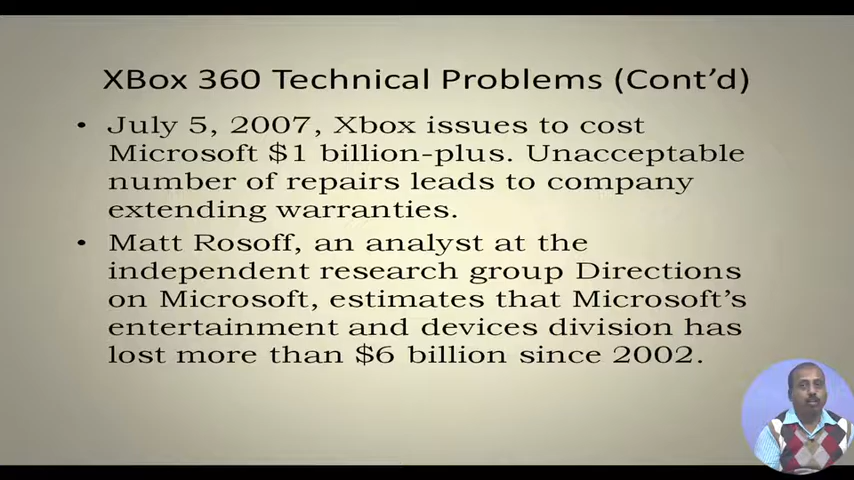 XBox 360 Technical Problems (Cont’d)
• July 5, 2007, Xbox issues to cost
Microsoft $1 billion-plus. Unacceptable
number of repairs leads to company
extending warranties.
• Matt Rosoff, an analyst at the
independent research group Directions
on Microsoft, estimates that Microsoft’s
entertainment and devices division has
lost more than $6 billion since 2002.